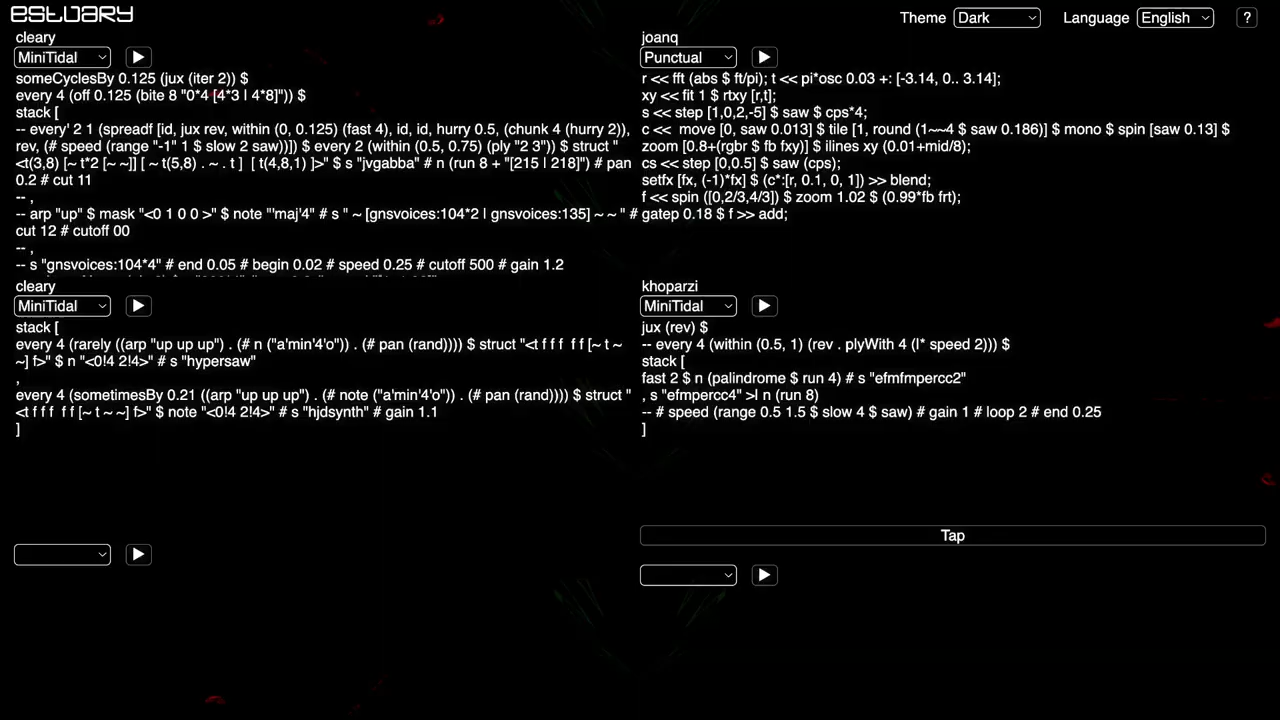 estuary
Theme Dark Language English ?
cleary
MiniTidal
someCyclesBy 0.125 (jux (iter 2)) $
every 4 (off 0.125 (bite 8 "0*4 [4*3 | 4*8]")) $
stack [
-- every' 2 1 (spreadf [id, jux rev, within (0, 0.125) (fast 4), id, id, hurry 0.5, (chunk 4 (hurry 2)),
rev, (# speed (range "-1" 1 $ slow 2 saw))]) $ every 2 (within (0.5, 0.75) (ply "2 3")) $ struct "
<t(3,8) [~ t*2 [~ ~]] [ ~ t(5,8) . ~ . t ]  [ t(4,8,1) ]>" $ s "jvgabba" # n (run 8 + "[215 | 218]") # pan
0.2 # cut 11
-- ,
-- arp "up" $ mask "<0 1 0 0 >" $ note "'maj'4" # s " ~ [gnsvoices:104*2 | gnsvoices:135] ~ ~ " #
cut 12 # cutoff 00
-- ,
-- s "gnsvoices:104*4" # end 0.05 # begin 0.02 # speed 0.25 # cutoff 500 # gain 1.2
joanq
Punctual
r << fft (abs $ ft/pi); t << pi*osc 0.03 +: [-3.14, 0.. 3.14];
xy << fit 1 $ rtxy [r,t];
s << step [1,0,2,-5] $ saw $ cps*4;
c <<  move [0, saw 0.013] $ tile [1, round (1~~4 $ saw 0.186)] $ mono $ spin [saw 0.13] $
zoom [0.8+(rgbr $ fb fxy)] $ ilines xy (0.01+mid/8);
cs << step [0,0.5] $ saw (cps);
setfx [fx, (-1)*fx] $ (c*:[r, 0.1, 0, 1]) >> blend;
f << spin ([0,2/3,4/3]) $ zoom 1.02 $ (0.99*fb frt);
gatep 0.18 $ f >> add;
cleary
MiniTidal
stack [
every 4 (rarely ((arp "up up up") . (# n ("a'min'4'o")) . (# pan (rand)))) $ struct "<t f f f  f f [~ t ~
~] f>" $ n "<0!4 2!4>" # s "hypersaw"
,
every 4 (sometimesBy 0.21 ((arp "up up up") . (# note ("a'min'4'o")) . (# pan (rand)))) $ struct "
<t f f f  f f [~ t ~ ~] f>" $ note "<0!4 2!4>" # s "hjdsynth" # gain 1.1
]
khoparzi
MiniTidal
jux (rev) $
-- every 4 (within (0.5, 1) (rev . plyWith 4 (|* speed 2))) $
stack [
fast 2 $ n (palindrome $ run 4) # s "efmfmpercc2"
, s "efmpercc4" >| n (run 8)
-- # speed (range 0.5 1.5 $ slow 4 $ saw) # gain 1 # loop 2 # end 0.25
]
Tap